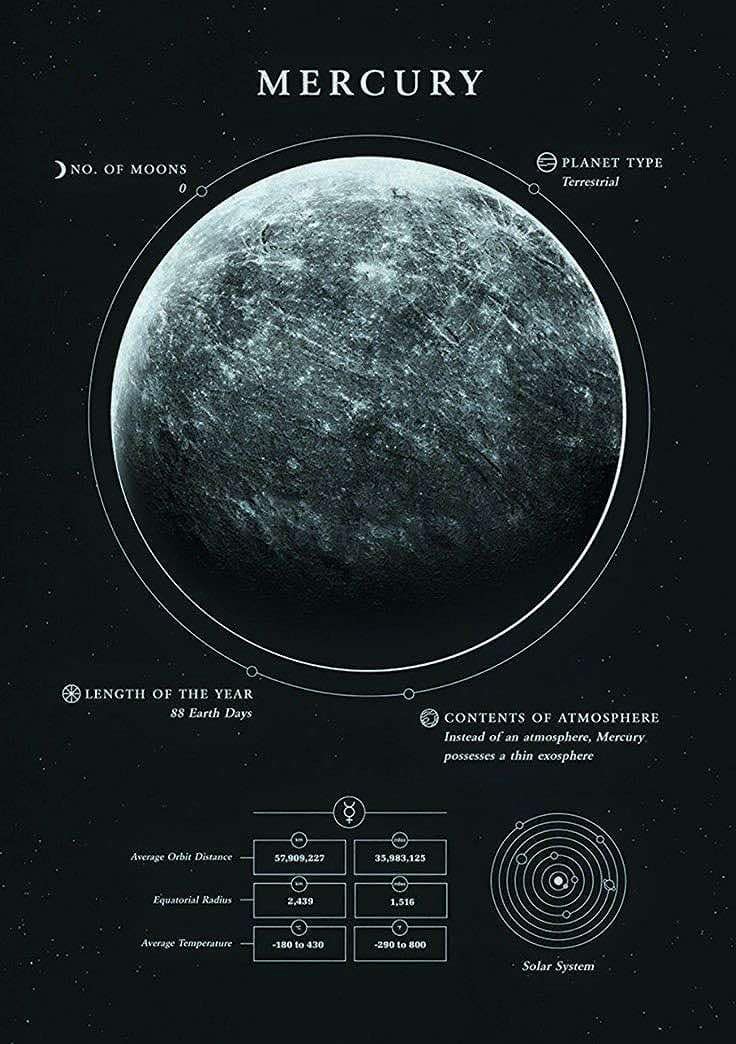 MERCURY
NO. OF MOONS
0
PLANET TYPE
Terrestrial
LENGTH OF THE YEAR
88 Earth Days
CONTENTS OF ATMOSPHERE
Instead of an atmosphere, Mercury
possesses a thin exosphere
km
miles
Average Orbit Distance
57,909,227
35,983,125
km
miles
Equatorial Radius
2,439
1,516
°C
°F
Average Temperature
-180 to 430
-290 to 800
Solar System